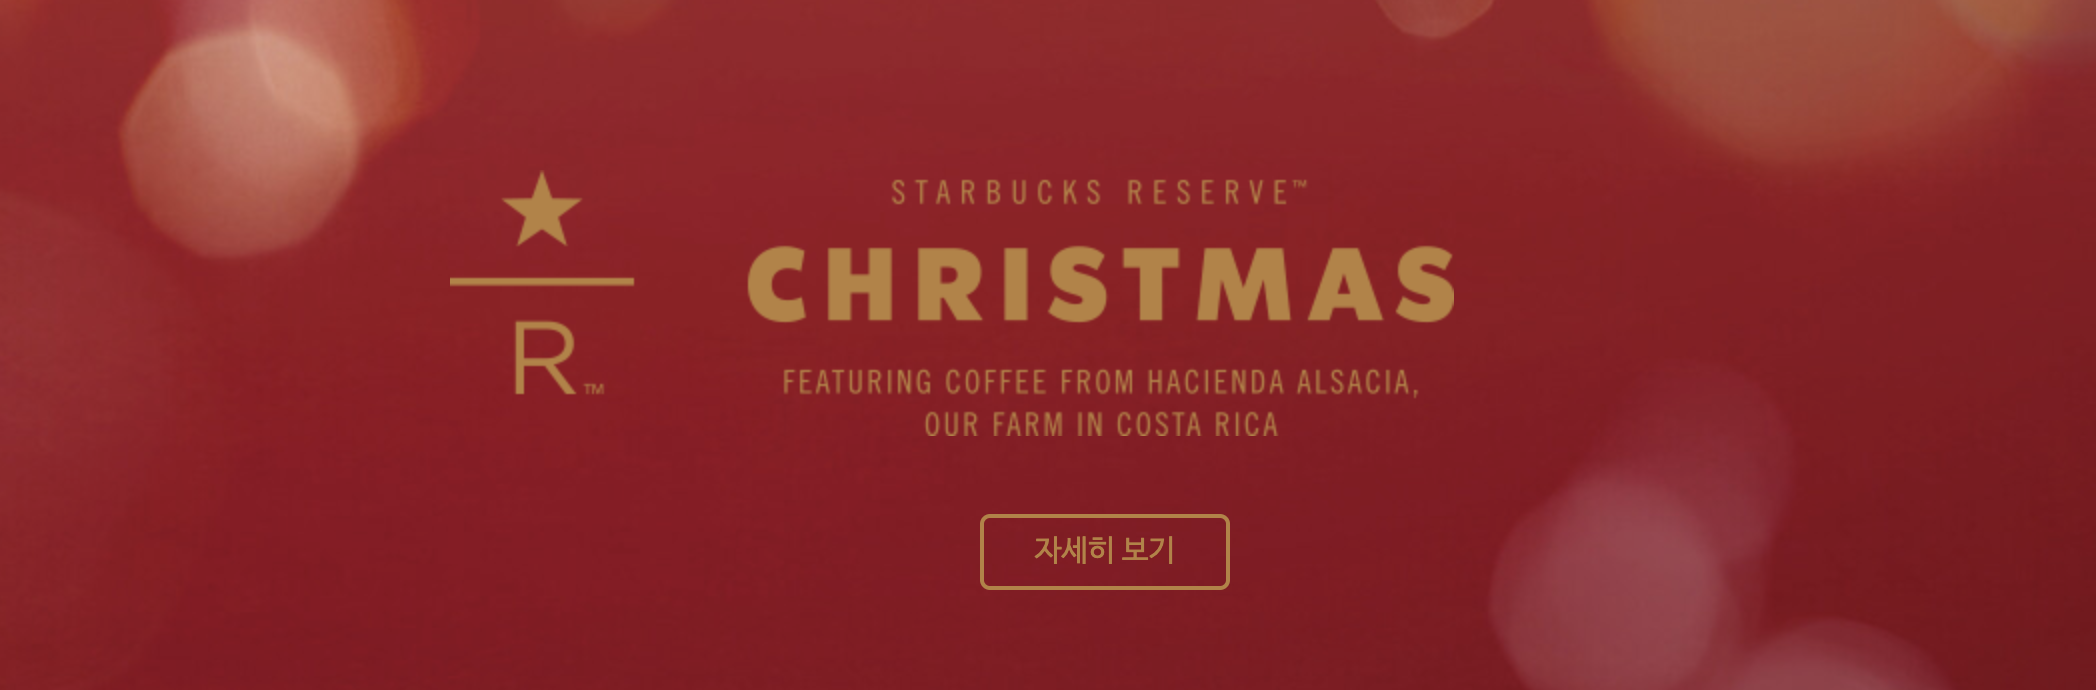 R™
STARBUCKS RESERVE™
CHRISTMAS
FEATURING COFFEE FROM HACIENDA ALSACIA,
OUR FARM IN COSTA RICA
자세히 보기